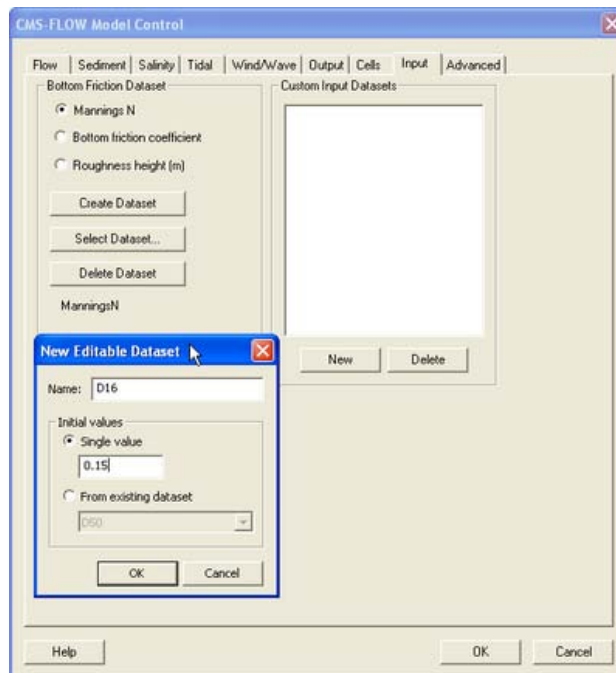 CMS-FLOW Model Control
Flow Sediment Salinity Tidal Wind/Wave Output Cells Input Advanced
Bottom Friction Dataset
Mannings N
Bottom friction coefficient
Roughness height (m)
Create Dataset
Select Dataset...
Delete Dataset
ManningsN
Custom Input Datasets
New Delete
New Editable Dataset
Name: D16
Initial values
Single value
0.15
From existing dataset
D50
OK Cancel
Help OK Cancel